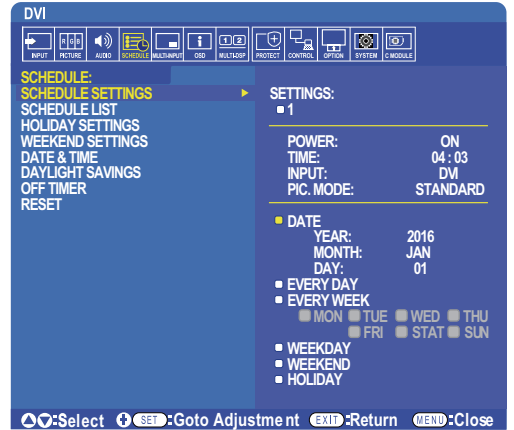 DVI
INPUT PICTURE AUDIO SCHEDULE MULTI-INPUT OSD MULTI-DSP PROTECT CONTROL OPTION SYSTEM C MODULE
SCHEDULE:
SCHEDULE SETTINGS
SCHEDULE LIST
HOLIDAY SETTINGS
WEEKEND SETTINGS
DATE & TIME
DAYLIGHT SAVINGS
OFF TIMER
RESET
SETTINGS:
1
POWER: ON
TIME: 04 : 03
INPUT: DVI
PIC. MODE: STANDARD
DATE
YEAR: 2016
MONTH: JAN
DAY: 01
EVERY DAY
EVERY WEEK
MON TUE WED THU
FRI STAT SUN
WEEKDAY
WEEKEND
HOLIDAY
:Select SET :Goto Adjustment EXIT :Return MENU :Close